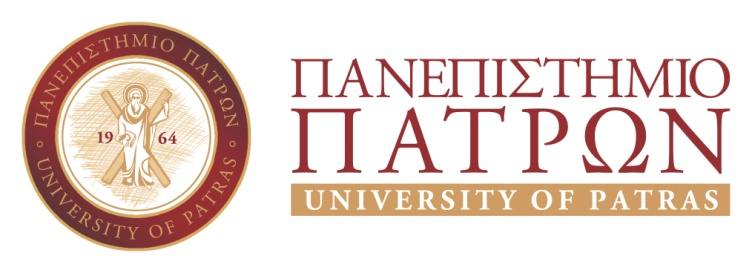 ΠΑΝΕΠΙΣΤΗΜΙΟ ΠΑΤΡΩΝ
19 64
UNIVERSITY OF PATRAS
ΠΑΝΕΠΙΣΤΗΜΙΟ
ΠΑΤΡΩΝ
UNIVERSITY OF PATRAS